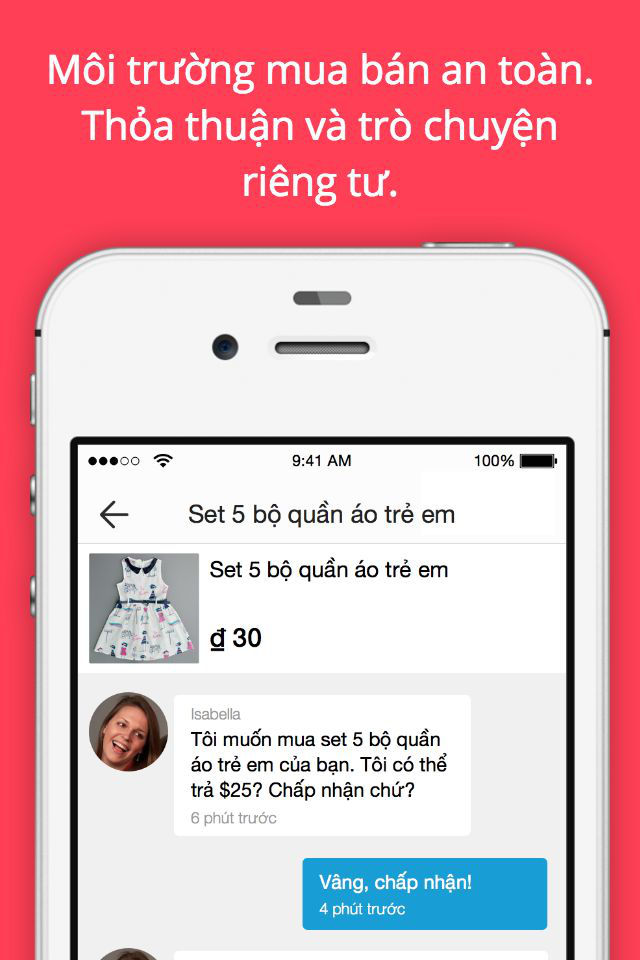 Môi trường mua bán an toàn.
Thỏa thuận và trò chuyện
riêng tư.
9:41 AM
100%
Set 5 bộ quần áo trẻ em
Set 5 bộ quần áo trẻ em
₫ 30
Isabella
Tôi muốn mua set 5 bộ quần
áo trẻ em của bạn. Tôi có thể
trả $25? Chấp nhận chứ?
6 phút trước
Vâng, chấp nhận!
4 phút trước